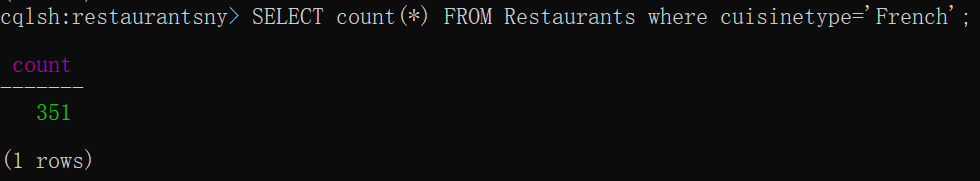 cqlsh:restaurantsny> SELECT count(*) FROM Restaurants where cuisinetype='French';
count
-------
351
(1 rows)